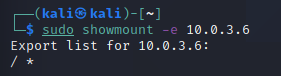 ┌──(kali㉿kali)-[~]
└─$ sudo showmount -e 10.0.3.6
Export list for 10.0.3.6:
/ *